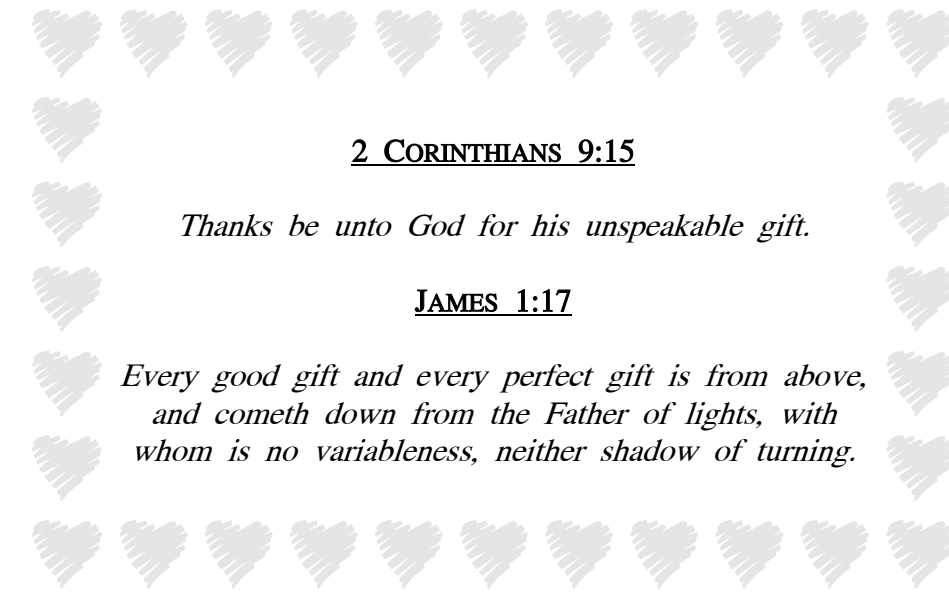 2 CORINTHIANS 9:15
Thanks be unto God for his unspeakable gift.
JAMES 1:17
Every good gift and every perfect gift is from above,
and cometh down from the Father of lights, with
whom is no variableness, neither shadow of turning.